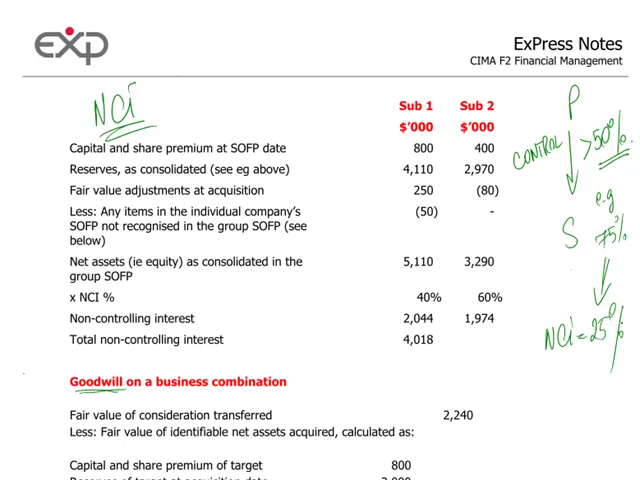 exp
ExPress Notes
CIMA F2 Financial Management
NCi
Sub 1 Sub 2
$'000 $'000
Capital and share premium at SOFP date 800 400
Reserves, as consolidated (see eg above) 4,110 2,970
Fair value adjustments at acquisition 250 (80)
Less: Any items in the individual company's (50) -
SOFP not recognised in the group SOFP (see
below)
Net assets (ie equity) as consolidated in the 5,110 3,290
group SOFP
x NCI % 40% 60%
Non-controlling interest 2,044 1,974
Total non-controlling interest 4,018
P
CONTROL >50%
e.g
S 75%
NCi = 25%
Goodwill on a business combination
Fair value of consideration transferred 2,240
Less: Fair value of identifiable net assets acquired, calculated as:
Capital and share premium of target 800
Reserves of target at acquisition date